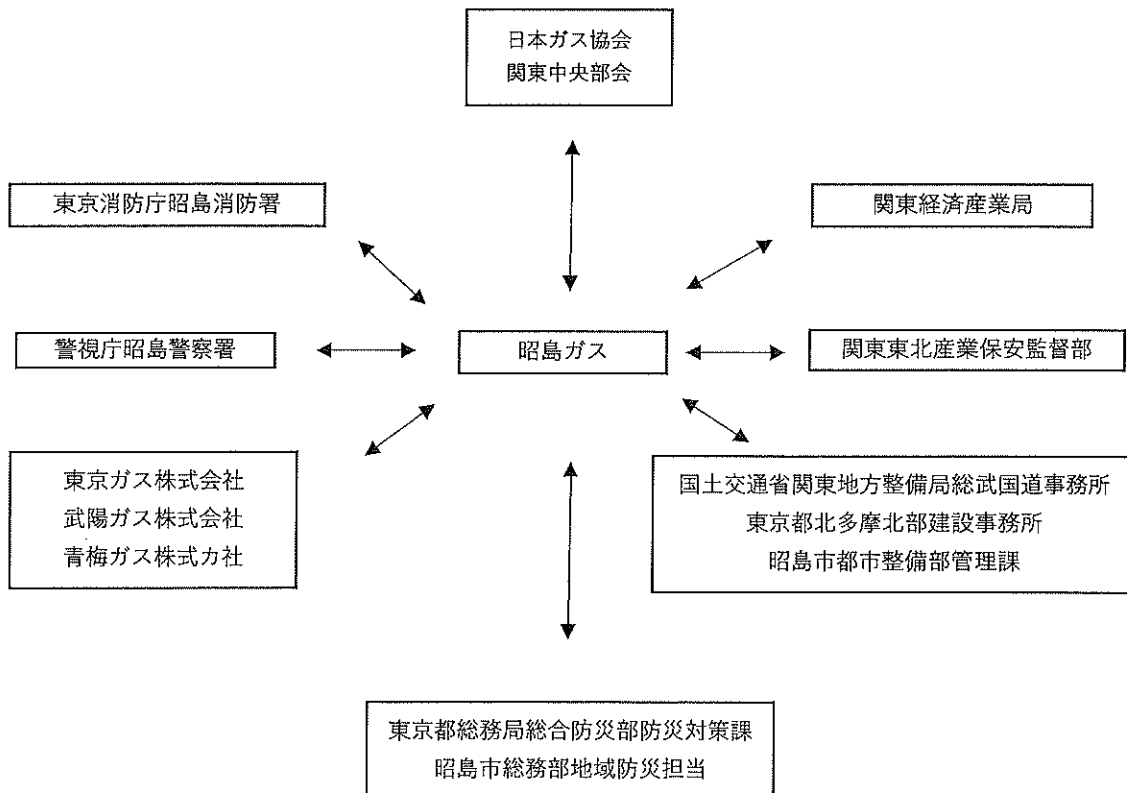 日本ガス協会
関東中央部会
東京消防庁昭島消防署
関東経済産業局
警視庁昭島警察署
昭島ガス
関東東北産業保安監督部
東京ガス株式会社
武陽ガス株式会社
青梅ガス株式カ社
国土交通省関東地方整備局総武国道事務所
東京都北多摩北部建設事務所
昭島市都市整備部管理課
東京都総務局総合防災部防災対策課
昭島市総務部地域防災担当